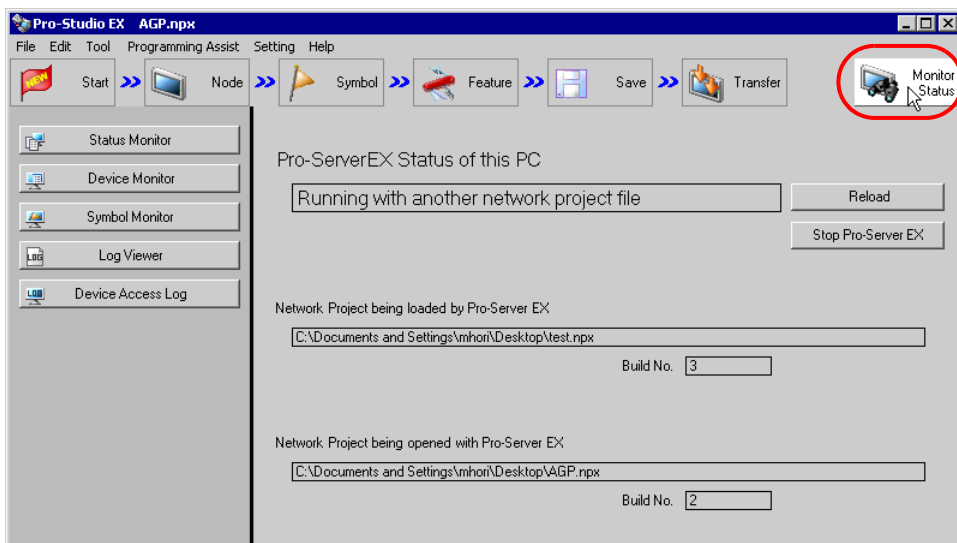 Pro-Studio EX AGP.npx
File Edit Tool Programming Assist Setting Help
NEW Start Node Symbol Feature Save Transfer Monitor Status
Status Monitor
Device Monitor
Symbol Monitor
LOG Log Viewer
LOG Device Access Log
Pro-ServerEX Status of this PC
Running with another network project file
Reload
Stop Pro-Server EX
Network Project being loaded by Pro-Server EX
C:\Documents and Settings\mhori\Desktop\test.npx
Build No. 3
Network Project being opened with Pro-Server EX
C:\Documents and Settings\mhori\Desktop\AGP.npx
Build No. 2